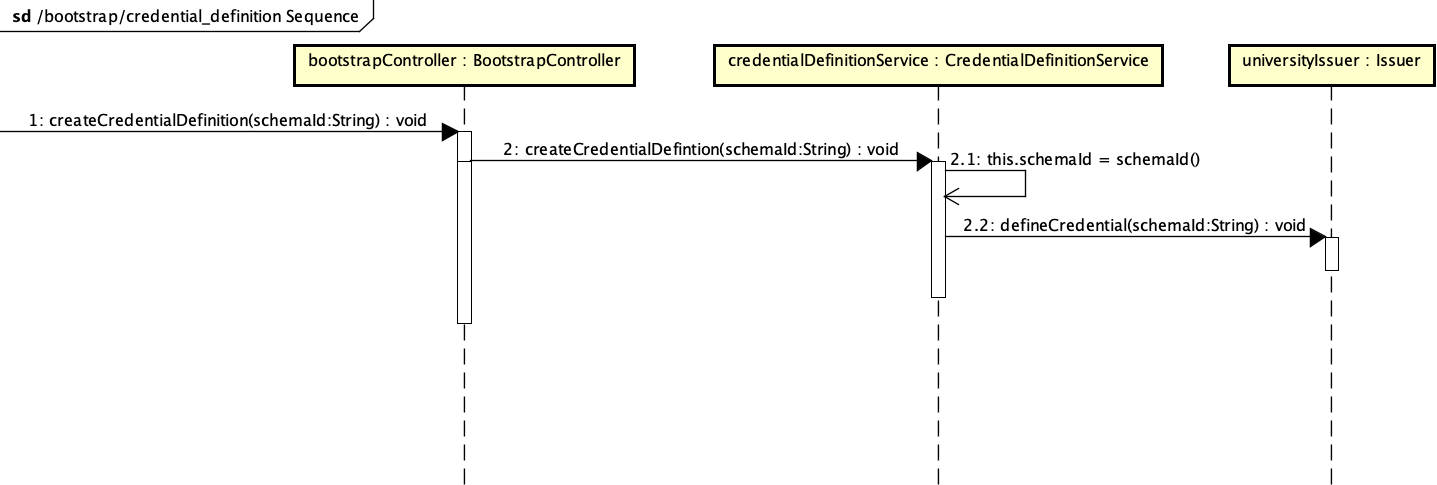 sd /bootstrap/credential_definition Sequence
bootstrapController : BootstrapController
credentialDefinitionService : CredentialDefinitionService
universityIssuer : Issuer
1: createCredentialDefinition(schemaId:String) : void
2: createCredentialDefintion(schemaId:String) : void
2.1: this.schemaId = schemaId()
2.2: defineCredential(schemaId:String) : void